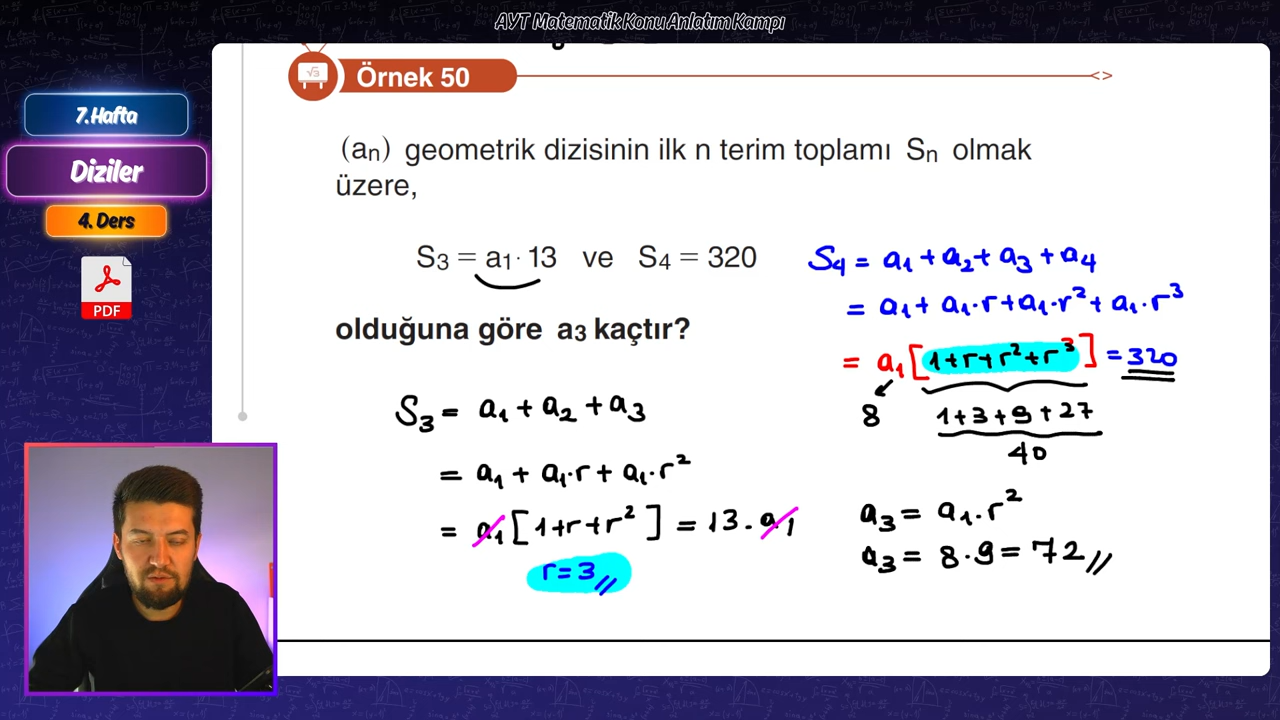 AYT Matematik Konu Anlatım Kampı
7.Hafta
Diziler
4. Ders
PDF
√3
Örnek 50
<>
(aₙ) geometrik dizisinin ilk n terim toplamı Sₙ olmak
üzere,
S₃ = a₁· 13 ve S₄ = 320
olduğuna göre a₃ kaçtır?
S₃ = a₁ + a₂ + a₃
= a₁ + a₁·r + a₁·r²
= a₁ [1+r+r²] = 13·a₁
r=3//
S₄ = a₁ + a₂ + a₃ + a₄
= a₁ + a₁·r + a₁·r² + a₁·r³
= a₁ [1+r+r²+r³] = 320
8
1+3+9+27
40
a₃ = a₁·r²
a₃ = 8·9 = 72//